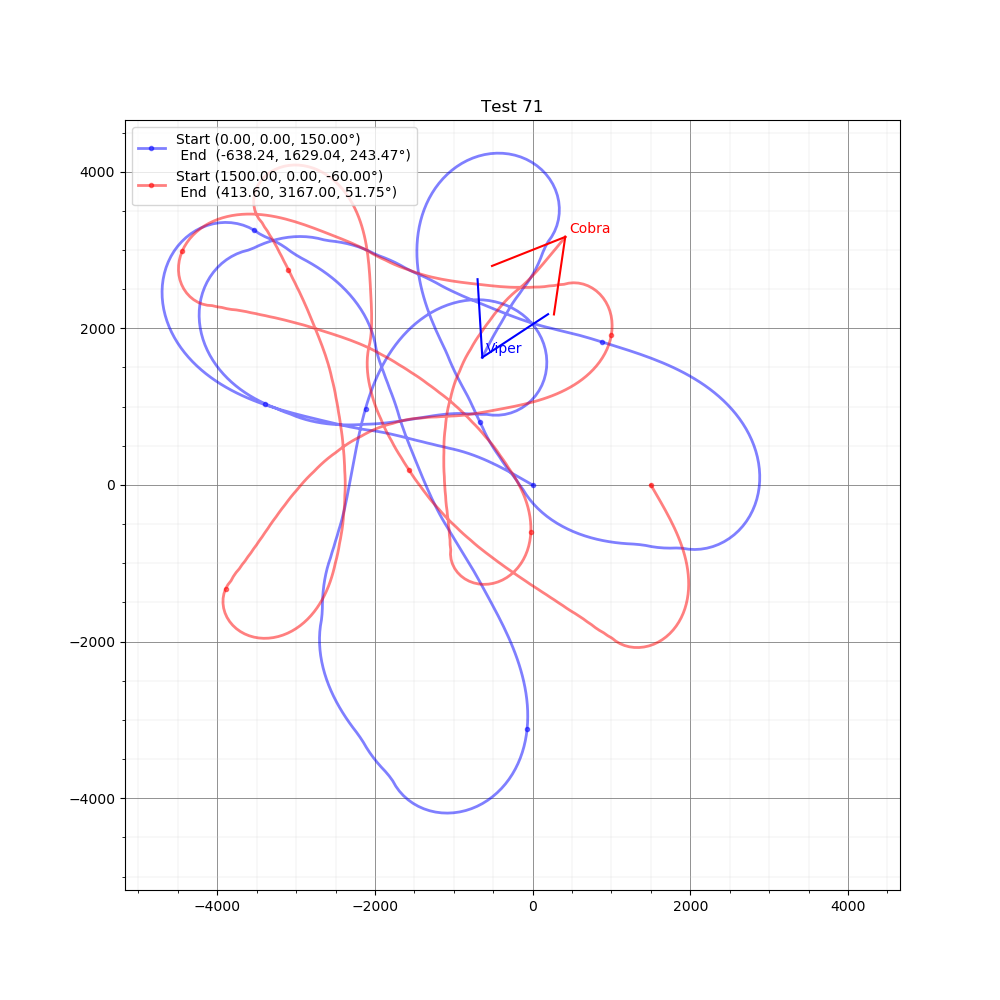 Test 71
Start (0.00, 0.00, 150.00°)
End (-638.24, 1629.04, 243.47°)
Start (1500.00, 0.00, -60.00°)
End (413.60, 3167.00, 51.75°)
Cobra
Viper
4000
2000
0
−2000
−4000
−4000 −2000 0 2000 4000